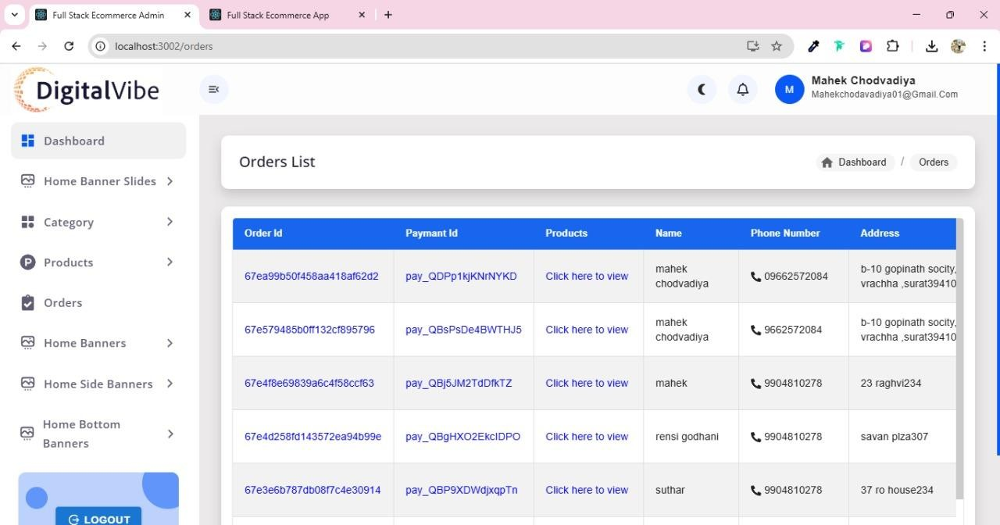 Full Stack Ecommerce Admin
Full Stack Ecommerce App
localhost:3002/orders
DigitalVibe
M
Mahek Chodvadiya
Mahekchodavadiya01@Gmail.Com
Dashboard
Home Banner Slides
Category
Products
Orders
Home Banners
Home Side Banners
Home Bottom
Banners
LOGOUT
Orders List
Dashboard / Orders
Order Id Paymant Id Products Name Phone Number Address
67ea99b50f458aa418af62d2 pay_QDPp1kjKNrNYKD Click here to view mahek chodvadiya 09662572084 b-10 gopinath socity, vrachha ,surat39410
67e579485b0ff132cf895796 pay_QBsPsDe4BWTHJ5 Click here to view mahek chodvadiya 9662572084 b-10 gopinath socity, vrachha ,surat39410
67e4f8e69839a6c4f58ccf63 pay_QBj5JM2TdDfkTZ Click here to view mahek 9904810278 23 raghvi234
67e4d258fd143572ea94b99e pay_QBgHXO2EkcIDPO Click here to view rensi godhani 9904810278 savan plza307
67e3e6b787db08f7c4e30914 pay_QBP9XDWdjxqpTn Click here to view suthar 9904810278 37 ro house234